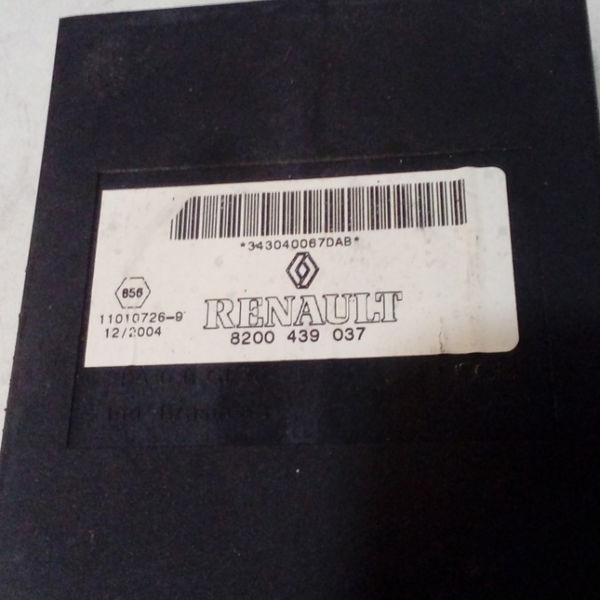 *343040067DAB*
856
11010726-9
12/2004
RENAULT
8200 439 037